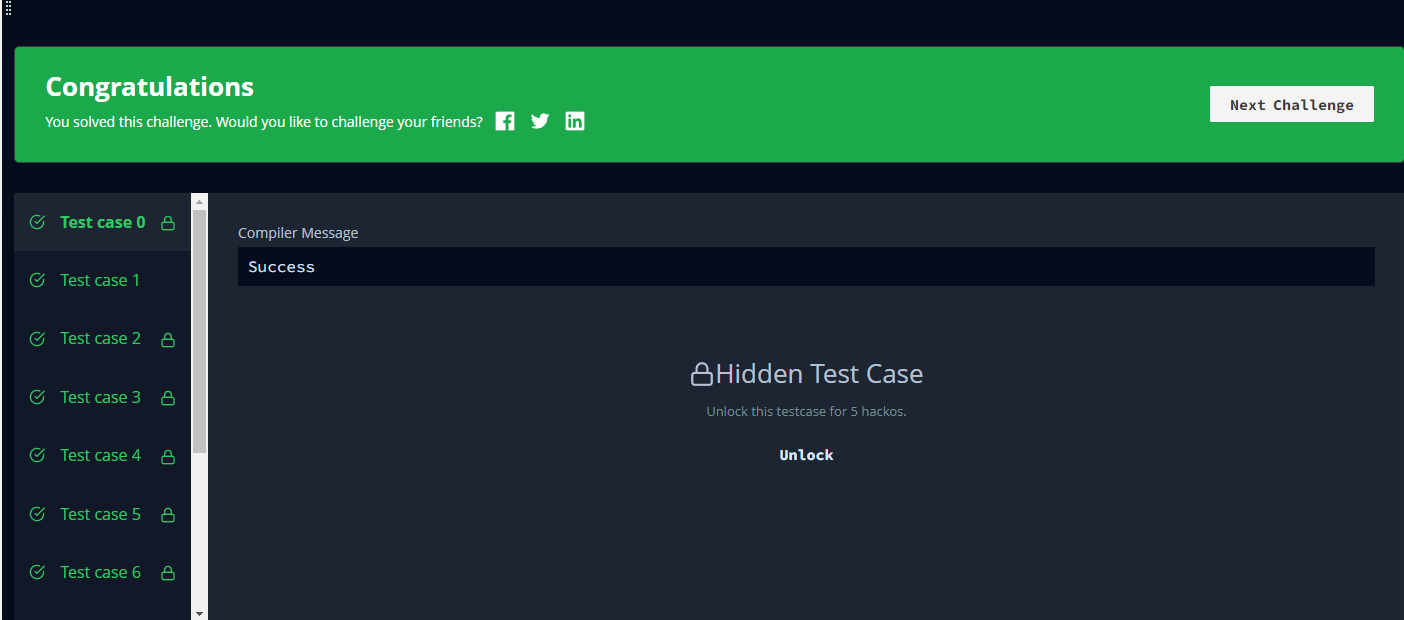 Congratulations
You solved this challenge. Would you like to challenge your friends?
Next Challenge
Test case 0
Test case 1
Test case 2
Test case 3
Test case 4
Test case 5
Test case 6
Compiler Message
Success
Hidden Test Case
Unlock this testcase for 5 hackos.
Unlock